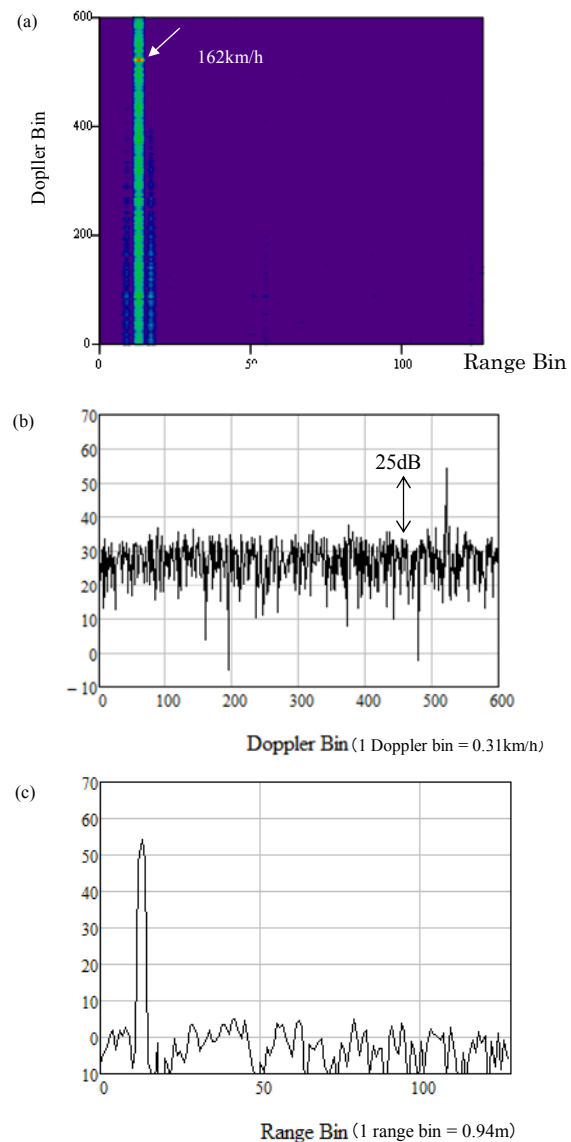 (a)
600
162km/h
400
Dopller Bin
200
0
0
50
100
Range Bin
(b)
70
60
25dB
50
40
30
20
10
0
– 10
0 100 200 300 400 500 600
Doppler Bin (1 Doppler bin = 0.31km/h)
(c)
70
60
50
40
30
20
10
0
10
0 50 100
Range Bin (1 range bin = 0.94m)